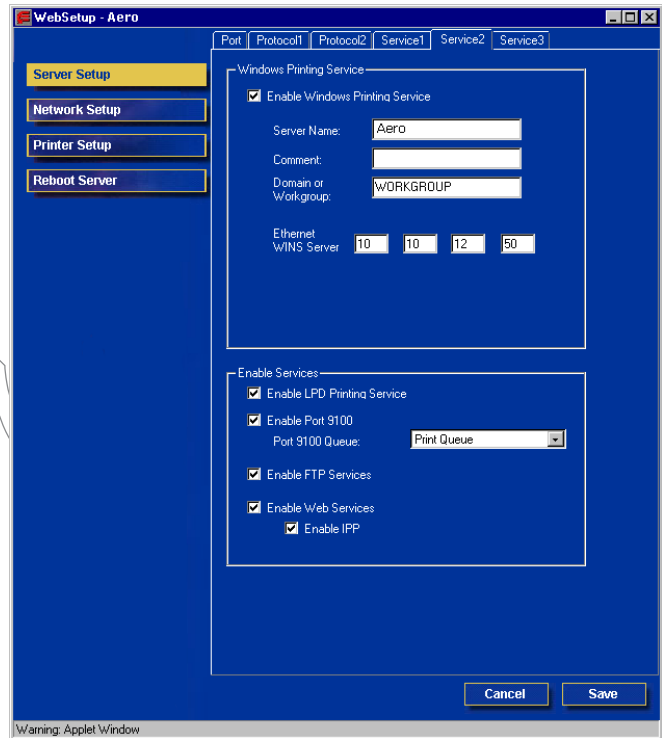 WebSetup - Aero
Port Protocol1 Protocol2 Service1 Service2 Service3
Server Setup
Network Setup
Printer Setup
Reboot Server
Windows Printing Service
Enable Windows Printing Service
Server Name: Aero
Comment:
Domain or
Workgroup: WORKGROUP
Ethernet
WINS Server 10 10 12 50
Enable Services
Enable LPD Printing Service
Enable Port 9100
Port 9100 Queue: Print Queue
Enable FTP Services
Enable Web Services
Enable IPP
Cancel Save
Warning: Applet Window